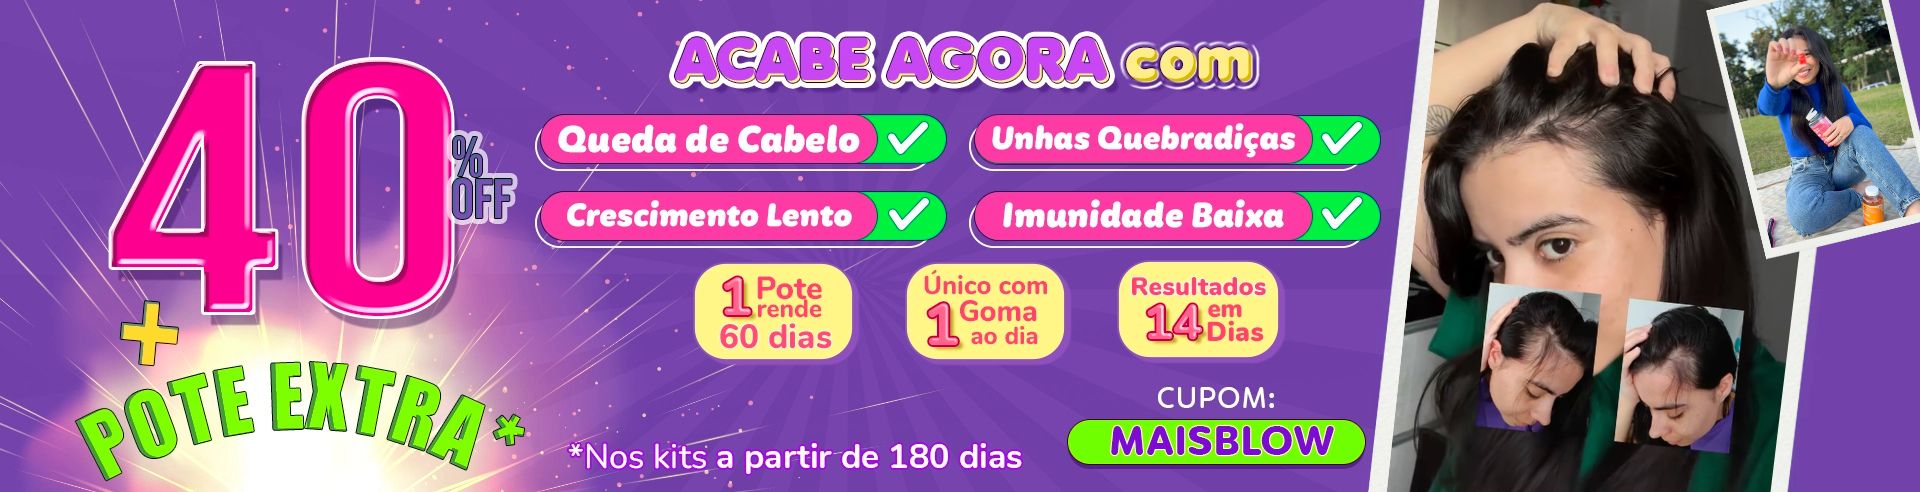 40
%
OFF
+
POTE EXTRA*
ACABE AGORA com
Queda de Cabelo
Unhas Quebradiças
Crescimento Lento
Imunidade Baixa
1 Pote
rende
60 dias
Único com
1 Goma
ao dia
Resultados
14 em
Dias
*Nos kits a partir de 180 dias
CUPOM:
MAISBLOW